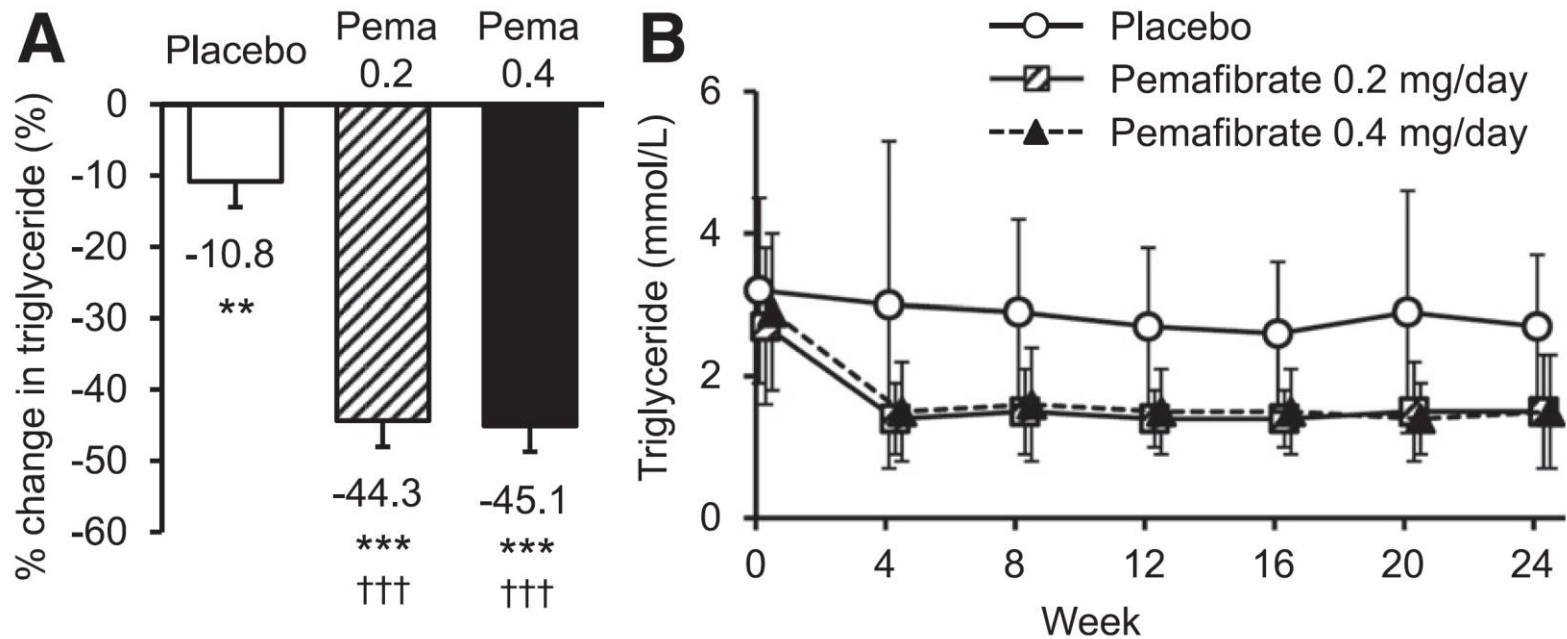 A
Placebo
Pema
0.2
Pema
0.4
% change in triglyceride (%)
0
-10
-20
-30
-40
-50
-60
-10.8
**
-44.3
***
†††
-45.1
***
†††
B
Placebo
Pemafibrate 0.2 mg/day
Pemafibrate 0.4 mg/day
Triglyceride (mmol/L)
6
4
2
0
0 4 8 12 16 20 24
Week